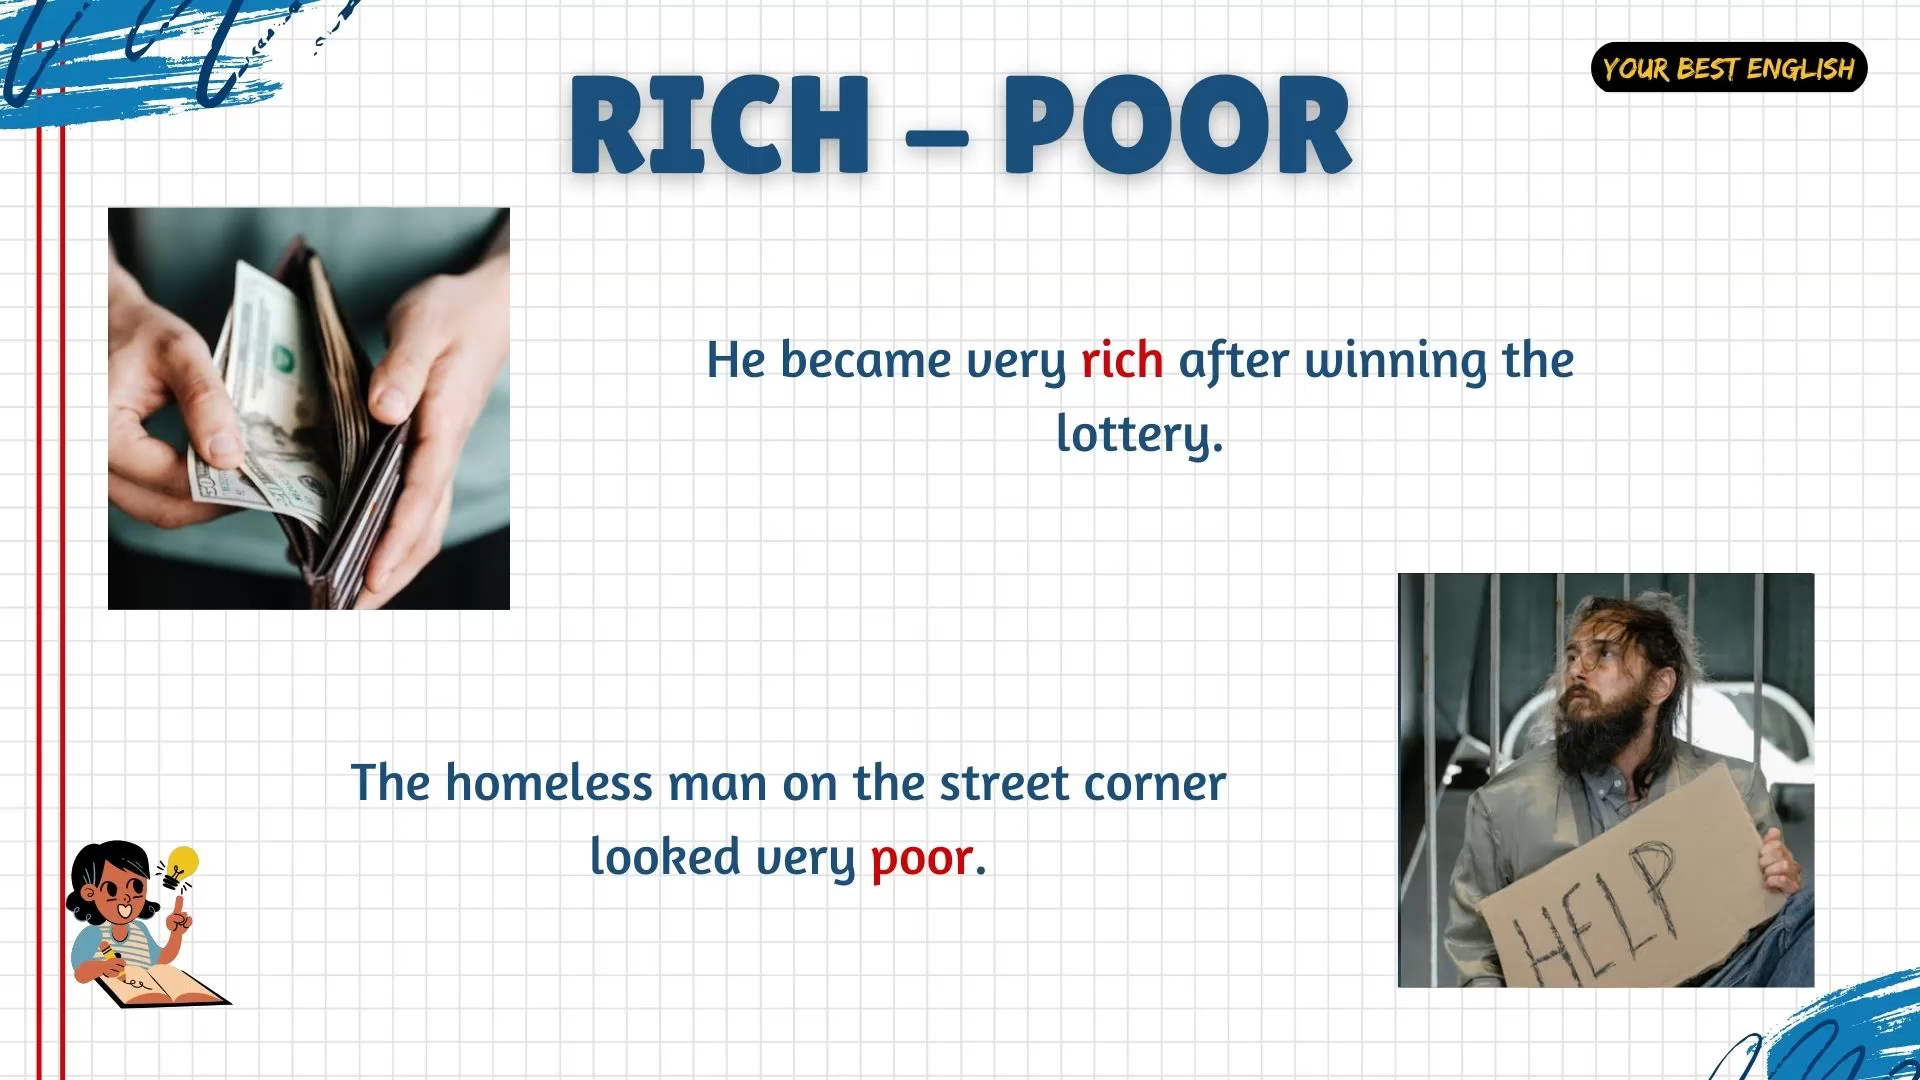 RICH – POOR
YOUR BEST ENGLISH
He became very rich after winning the
lottery.
The homeless man on the street corner
looked very poor.
HELP
50